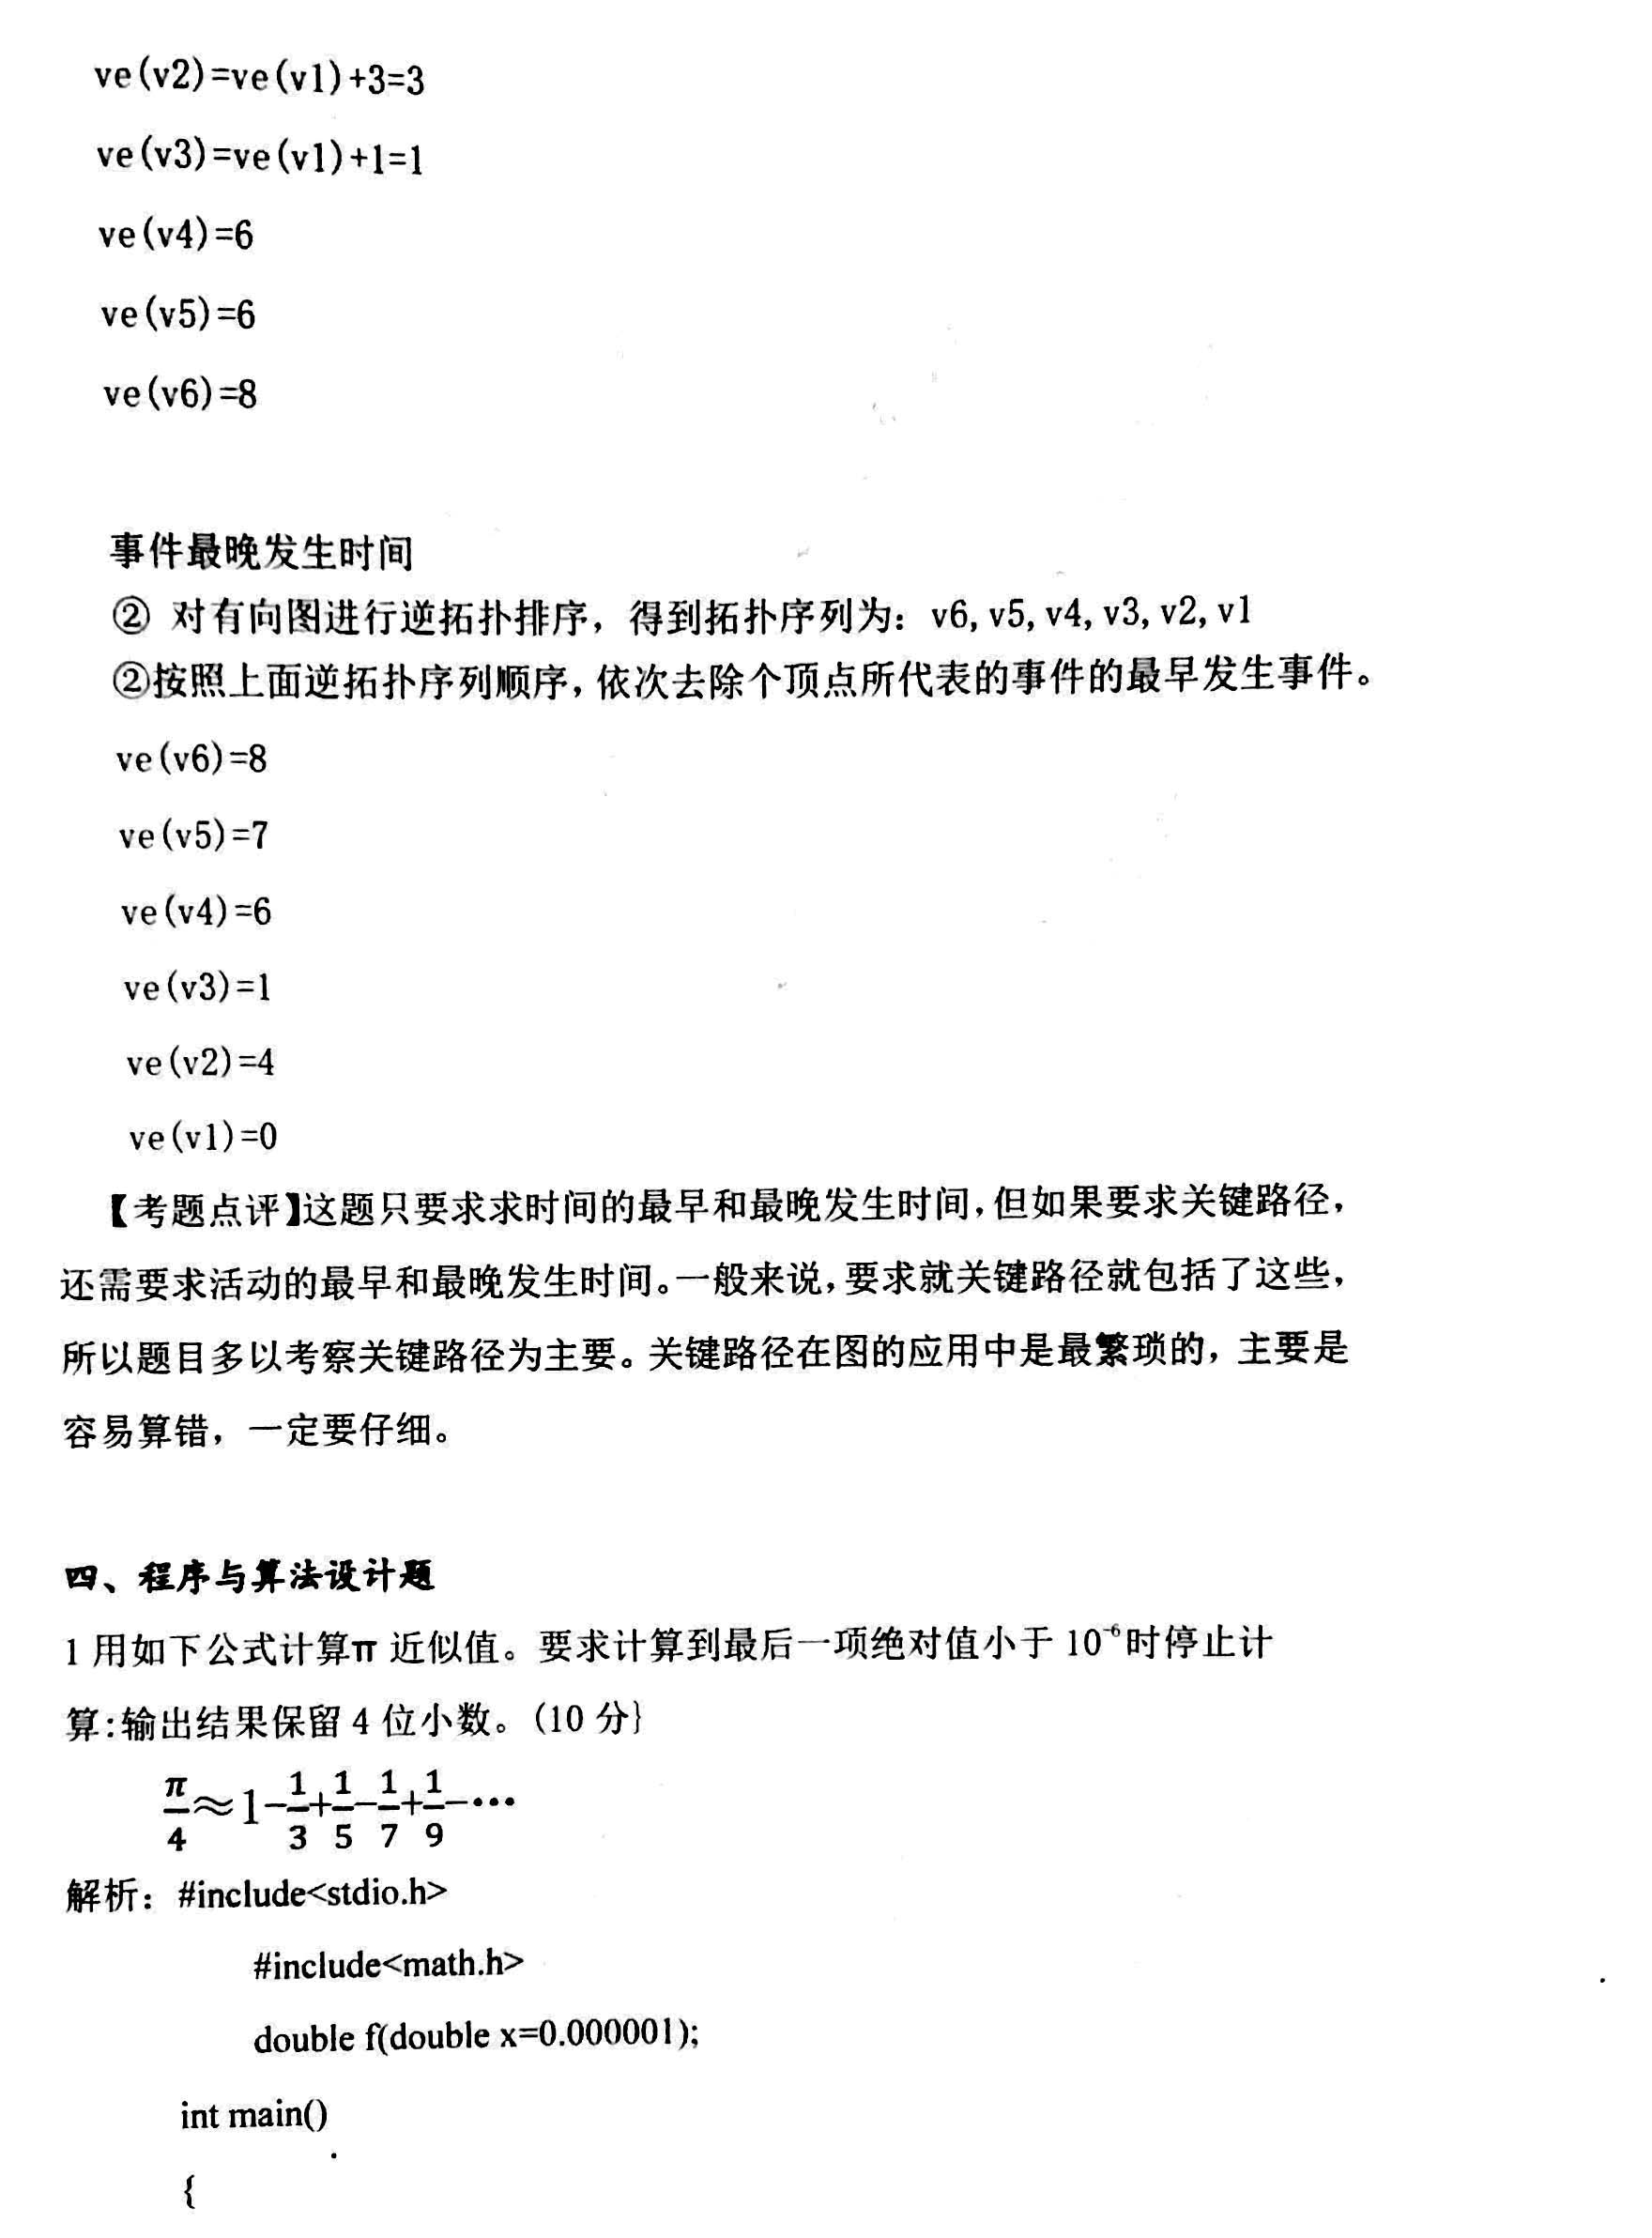 ve(v2)=ve(v1)+3=3
ve(v3)=ve(v1)+1=1
ve(v4)=6
ve(v5)=6
ve(v6)=8
事件最晚发生时间
② 对有向图进行逆拓扑排序，得到拓扑序列为：v6,v5,v4,v3,v2,v1
②按照上面逆拓扑序列顺序，依次去除个顶点所代表的事件的最早发生事件。
ve(v6)=8
ve(v5)=7
ve(v4)=6
ve(v3)=1
ve(v2)=4
ve(v1)=0
【考题点评】这题只要求求时间的最早和最晚发生时间，但如果要求关键路径，
还需要求活动的最早和最晚发生时间。一般来说，要求就关键路径就包括了这些，
所以题目多以考察关键路径为主要。关键路径在图的应用中是最繁琐的，主要是
容易算错，一定要仔细。
四、程序与算法设计题
1 用如下公式计算π 近似值。要求计算到最后一项绝对值小于 10⁻⁶时停止计
算:输出结果保留 4 位小数。(10 分}
π/4≈1-1/3+1/5-1/7+1/9-···
解析：#include<stdio.h>
#include<math.h>
double f(double x=0.000001);
int main()
{